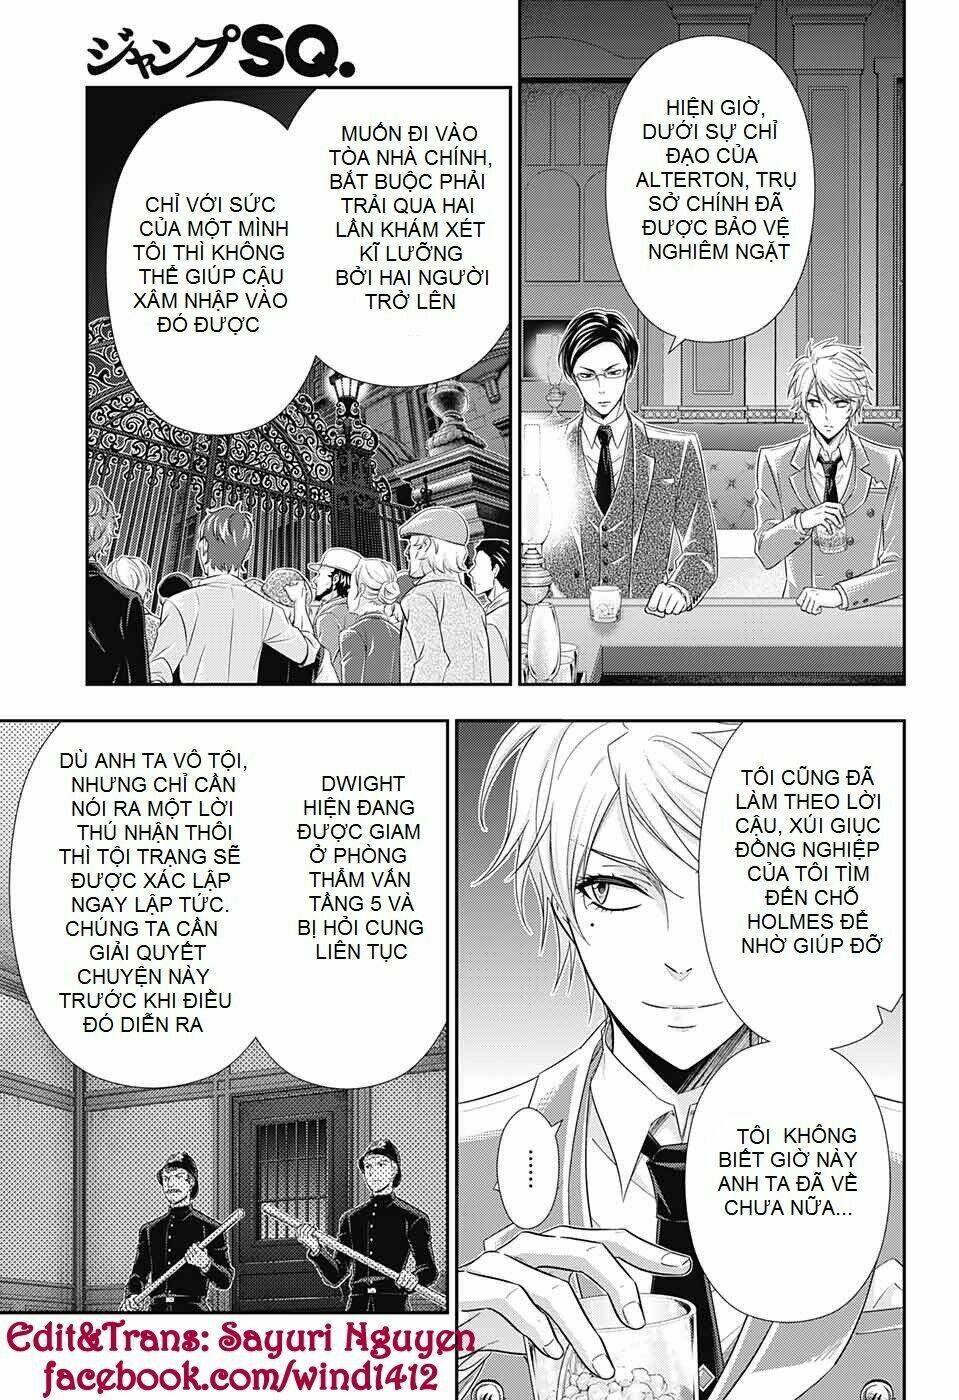 ジャンプSQ.
HIỆN GIỜ,
DƯỚI SỰ CHỈ
ĐẠO CỦA
ALTERTON, TRỤ
SỞ CHÍNH ĐÃ
ĐƯỢC BẢO VỆ
NGHIÊM NGẶT
MUỐN ĐI VÀO
TÒA NHÀ CHÍNH,
BẮT BUỘC PHẢI
TRẢI QUA HAI
LẦN KHÁM XÉT
KĨ LƯỠNG
BỞI HAI NGƯỜI
TRỞ LÊN
CHỈ VỚI SỨC
CỦA MỘT MÌNH
TÔI THÌ KHÔNG
THỂ GIÚP CẬU
XÂM NHẬP VÀO
ĐÓ ĐƯỢC
TÔI CŨNG ĐÃ
LÀM THEO LỜI
CẬU, XÚI GIỤC
ĐỒNG NGHIỆP
CỦA TÔI TÌM
ĐẾN CHỖ
HOLMES ĐỂ
NHỜ GIÚP ĐỠ
TÔI KHÔNG
BIẾT GIỜ NÀY
ANH TA ĐÃ VỀ
CHƯA NỮA...
......
DWIGHT
HIỆN ĐANG
ĐƯỢC GIAM
Ở PHÒNG
THẨM VẤN
TẦNG 5 VÀ
BỊ HỎI CUNG
LIÊN TỤC
DÙ ANH TA VÔ TỘI,
NHƯNG CHỈ CẦN
NÓI RA MỘT LỜI
THÚ NHẬN THÔI
THÌ TỘI TRẠNG SẼ
ĐƯỢC XÁC LẬP
NGAY LẬP TỨC.
CHÚNG TA CẦN
GIẢI QUYẾT
CHUYỆN NÀY
TRƯỚC KHI ĐIỀU
ĐÓ DIỄN RA
Edit&Trans: Sayuri Nguyen
facebook.com/wind1412